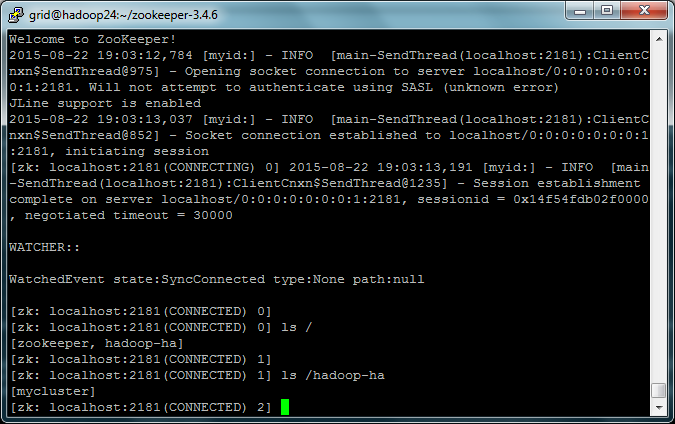 grid@hadoop24:~/zookeeper-3.4.6
Welcome to ZooKeeper!
2015-08-22 19:03:12,784 [myid:] - INFO  [main-SendThread(localhost:2181):ClientC
nxn$SendThread@975] - Opening socket connection to server localhost/0:0:0:0:0:0:
0:1:2181. Will not attempt to authenticate using SASL (unknown error)
JLine support is enabled
2015-08-22 19:03:13,037 [myid:] - INFO  [main-SendThread(localhost:2181):ClientC
nxn$SendThread@852] - Socket connection established to localhost/0:0:0:0:0:0:0:1
:2181, initiating session
[zk: localhost:2181(CONNECTING) 0] 2015-08-22 19:03:13,191 [myid:] - INFO  [main
-SendThread(localhost:2181):ClientCnxn$SendThread@1235] - Session establishment
complete on server localhost/0:0:0:0:0:0:0:1:2181, sessionid = 0x14f54fdb02f0000
, negotiated timeout = 30000
WATCHER::
WatchedEvent state:SyncConnected type:None path:null
[zk: localhost:2181(CONNECTED) 0]
[zk: localhost:2181(CONNECTED) 0] ls /
[zookeeper, hadoop-ha]
[zk: localhost:2181(CONNECTED) 1]
[zk: localhost:2181(CONNECTED) 1] ls /hadoop-ha
[mycluster]
[zk: localhost:2181(CONNECTED) 2]